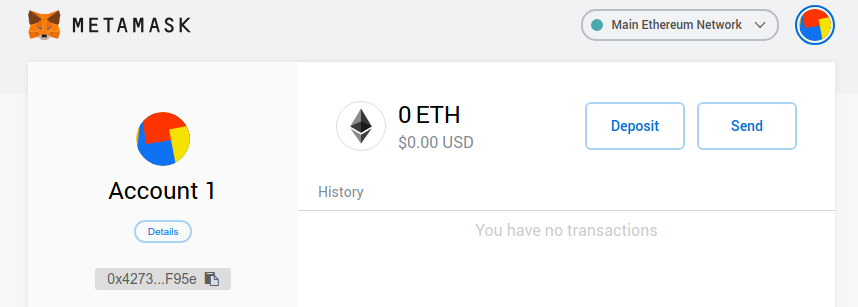 METAMASK
Main Ethereum Network
Account 1
Details
0x4273...F95e
0 ETH
$0.00 USD
Deposit
Send
History
You have no transactions